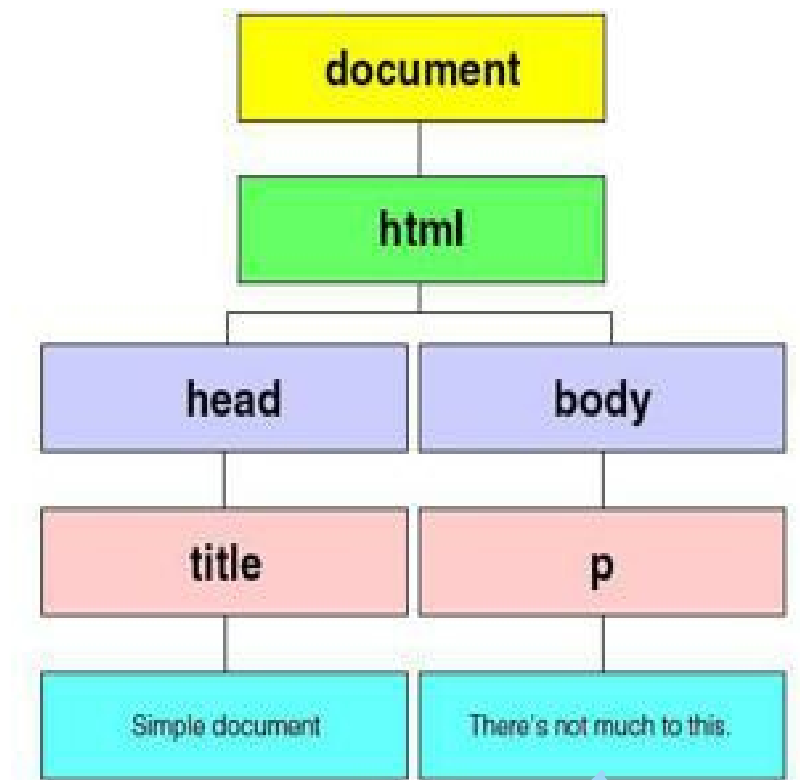 document
html
head
body
title
p
Simple document
There's not much to this.